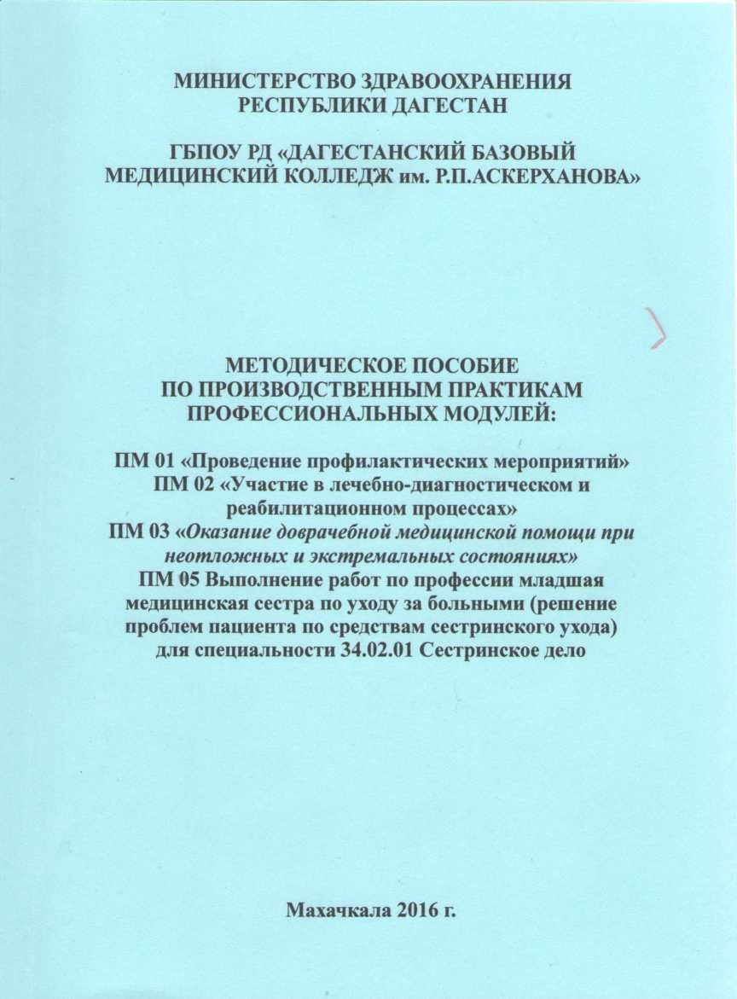 МИНИСТЕРСТВО ЗДРАВООХРАНЕНИЯ
РЕСПУБЛИКИ ДАГЕСТАН
ГБПОУ РД «ДАГЕСТАНСКИЙ БАЗОВЫЙ
МЕДИЦИНСКИЙ КОЛЛЕДЖ им. Р.П.АСКЕРХАНОВА»
МЕТОДИЧЕСКОЕ ПОСОБИЕ
ПО ПРОИЗВОДСТВЕННЫМ ПРАКТИКАМ
ПРОФЕССИОНАЛЬНЫХ МОДУЛЕЙ:
ПМ 01 «Проведение профилактических мероприятий»
ПМ 02 «Участие в лечебно-диагностическом и
реабилитационном процессах»
ПМ 03 «Оказание доврачебной медицинской помощи при
неотложных и экстремальных состояниях»
ПМ 05 Выполнение работ по профессии младшая
медицинская сестра по уходу за больными (решение
проблем пациента по средствам сестринского ухода)
для специальности 34.02.01 Сестринское дело
Махачкала 2016 г.